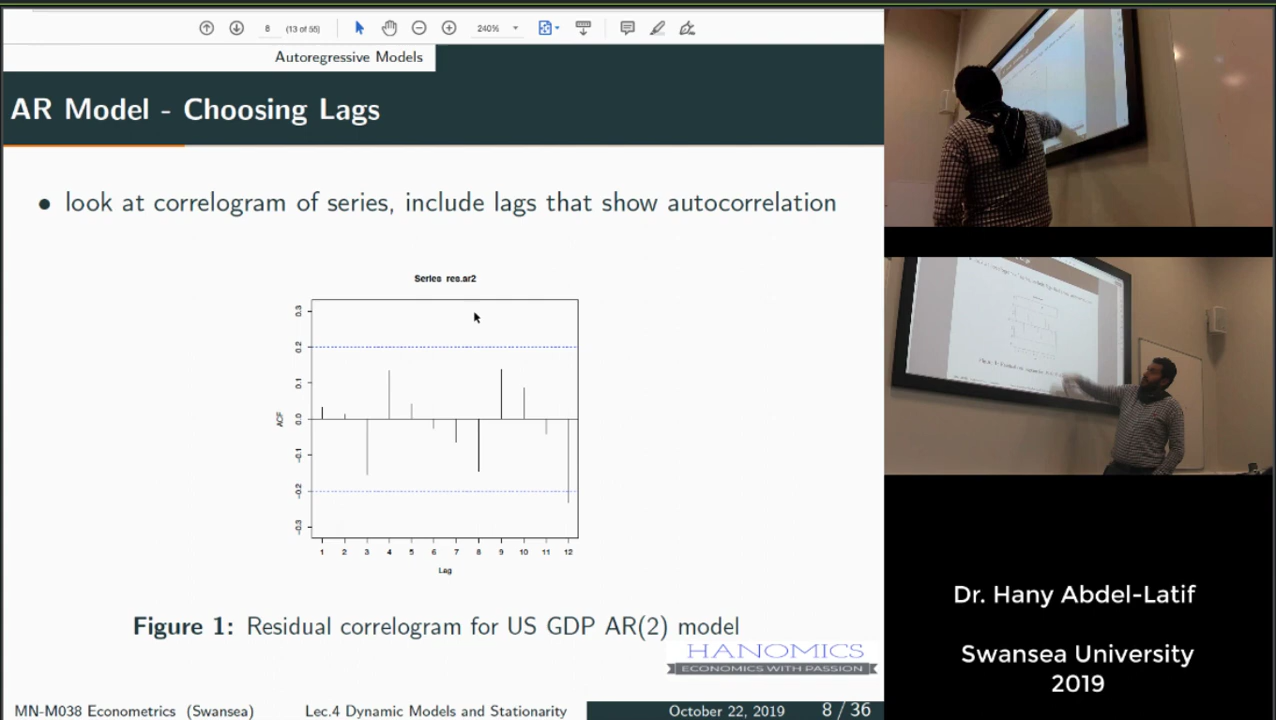 8 (13 of 55) 240%
Autoregressive Models
AR Model - Choosing Lags
• look at correlogram of series, include lags that show autocorrelation
Series res.ar2
0.3
0.2
0.1
0.0
-0.1
-0.2
-0.3
ACF
1 2 3 4 5 6 7 8 9 10 11 12
Lag
Figure 1: Residual correlogram for US GDP AR(2) model
HANOMICS
ECONOMICS WITH PASSION
MN-M038 Econometrics (Swansea) Lec.4 Dynamic Models and Stationarity October 22, 2019 8 / 36
Dr. Hany Abdel-Latif
Swansea University
2019